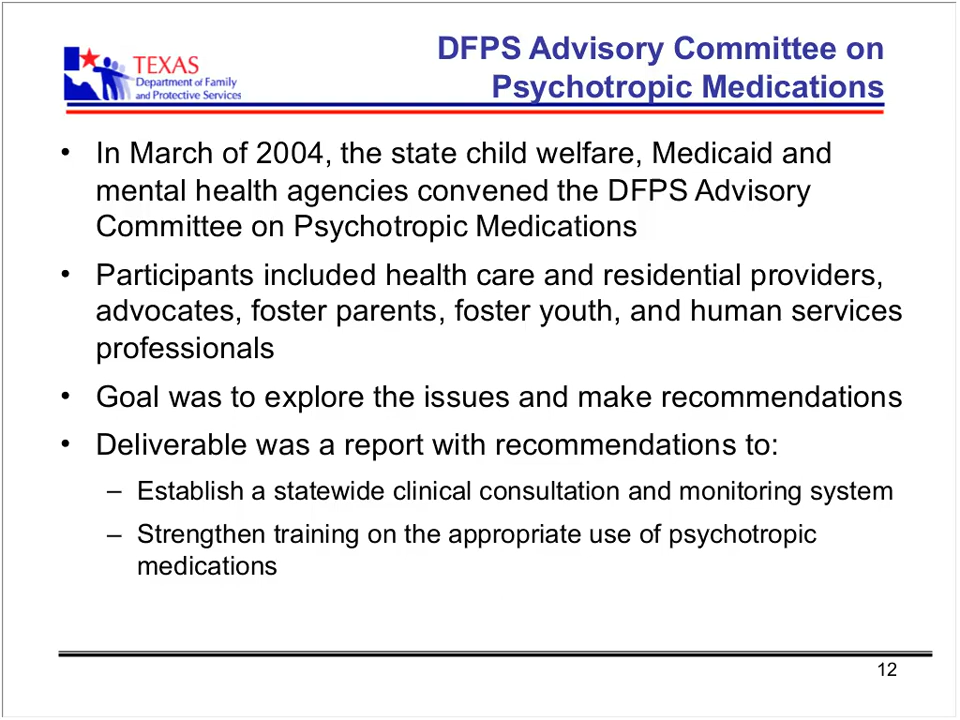 TEXAS
Department of Family
and Protective Services
DFPS Advisory Committee on
Psychotropic Medications
• In March of 2004, the state child welfare, Medicaid and
mental health agencies convened the DFPS Advisory
Committee on Psychotropic Medications
• Participants included health care and residential providers,
advocates, foster parents, foster youth, and human services
professionals
• Goal was to explore the issues and make recommendations
• Deliverable was a report with recommendations to:
– Establish a statewide clinical consultation and monitoring system
– Strengthen training on the appropriate use of psychotropic
medications
12